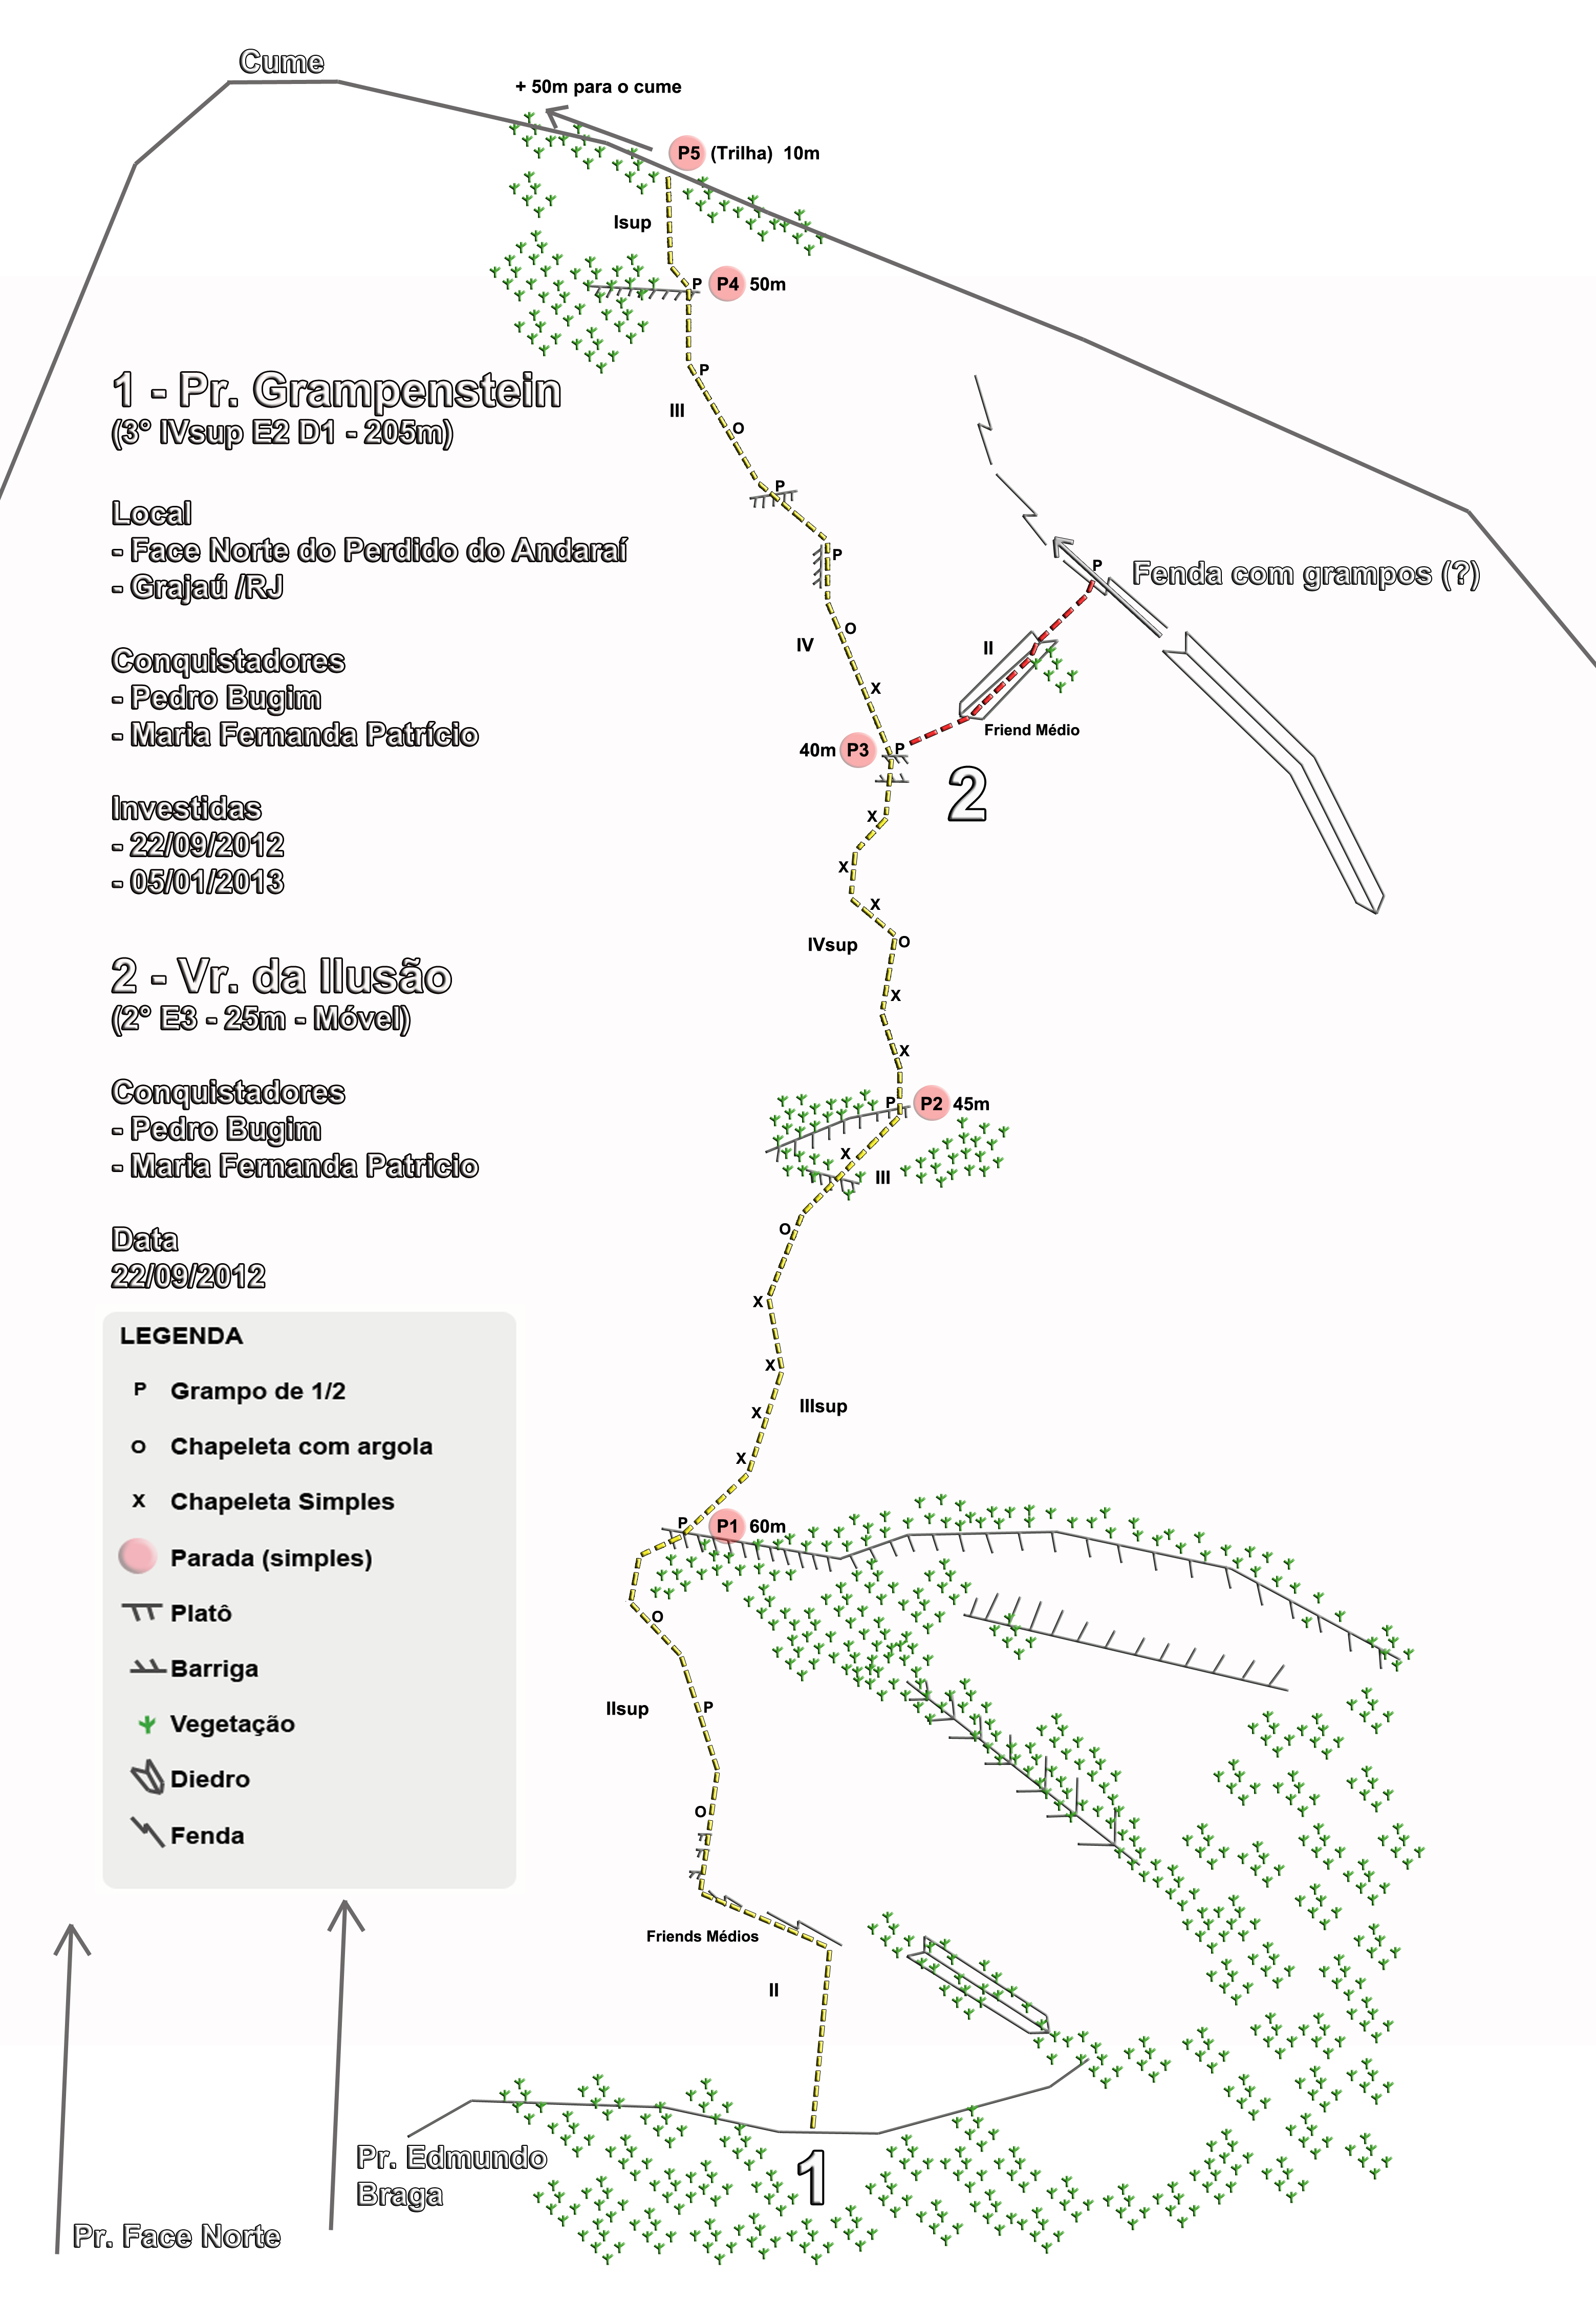 Cume
+ 50m para o cume
P5 (Trilha) 10m
Isup
P P4 50m
1 - Pr. Grampenstein
(3° IVsup E2 D1 - 205m)
P
III
O
P
Local
- Face Norte do Perdido do Andaraí
- Grajaú /RJ
P
P
Fenda com grampos (?)
O
IV
II
Conquistadores
- Pedro Bugim
- Maria Fernanda Patrício
X
Friend Médio
40m P3 P
2
Investidas
- 22/09/2012
- 05/01/2013
X
X
X
O
IVsup
X
X
2 - Vr. da Ilusão
(2° E3 - 25m - Móvel)
Conquistadores
- Pedro Bugim
- Maria Fernanda Patricio
P P2 45m
X
III
O
Data
22/09/2012
X
X
IIIsup
X
X
LEGENDA
P Grampo de 1/2
O Chapeleta com argola
X Chapeleta Simples
Parada (simples)
Platô
Barriga
Vegetação
Diedro
Fenda
P P1 60m
O
IIsup
P
O
Friends Médios
II
1
Pr. Edmundo
Braga
Pr. Face Norte